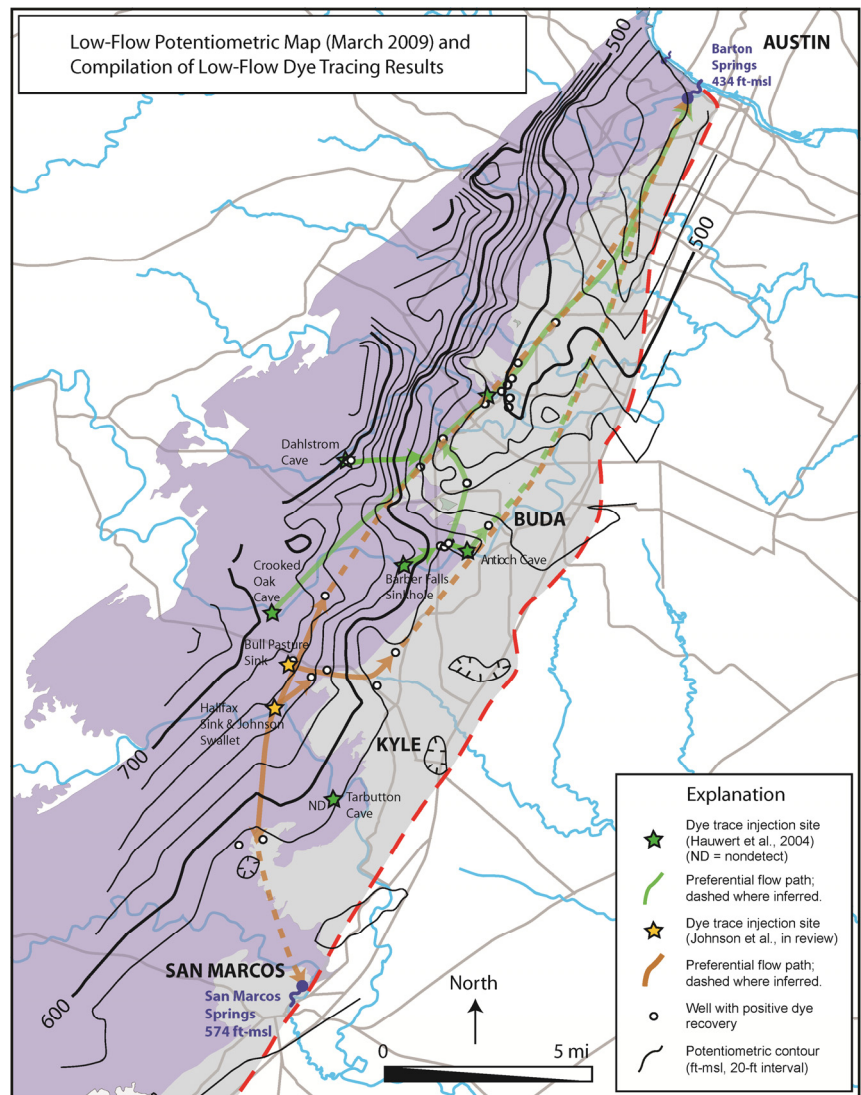 Low-Flow Potentiometric Map (March 2009) and
Compilation of Low-Flow Dye Tracing Results
500
Barton
Springs
434 ft-msl
AUSTIN
500
Dahlstrom
Cave
BUDA
Crooked
Oak
Cave
Barber Falls
Sinkhole
Antioch Cave
Bull Pasture
Sink
Halifax
Sink & Johnson
Swallet
700
KYLE
ND
Tarbutton
Cave
SAN MARCOS
San Marcos
Springs
574 ft-msl
600
North
0
5 mi
Explanation
Dye trace injection site
(Hauwert et al., 2004)
(ND = nondetect)
Preferential flow path;
dashed where inferred.
Dye trace injection site
(Johnson et al., in review)
Preferential flow path;
dashed where inferred.
Well with positive dye
recovery
Potentiometric contour
(ft-msl, 20-ft interval)